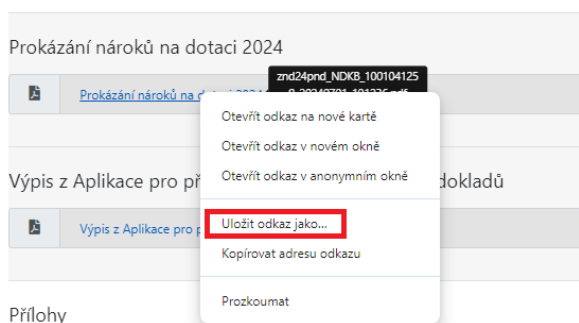 Prokázání nároků na dotaci 2024
znd24pnd_NDKB_100104125
Prokázání nároků na d
Otevřít odkaz na nové kartě
Otevřít odkaz v novém okně
Výpis z Aplikace pro př
Otevřít odkaz v anonymním okně
dokladů
Výpis z Aplikace pro p
Uložit odkaz jako...
Kopírovat adresu odkazu
Prozkoumat
Přílohy